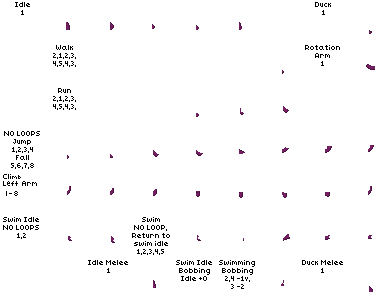 Idle
1
Duck
1
Walk
2,1,2,3,
4,5,4,3,
Rotation
Arm
1
Run
2,1,2,3,
4,5,4,3,
NO LOOPS
Jump
1,2,3,4
Fall
5,6,7,8
Climb
Left Arm
1-8
Swim Idle
NO LOOPS
1,2
Swim
NO LOOP,
Return to
swim idle
1,2,3,4,5
Swim Idle
Bobbing
Idle +0
Swimming
Bobbing
2,4 -1v,
3 -2
Idle Melee
1
Duck Melee
1